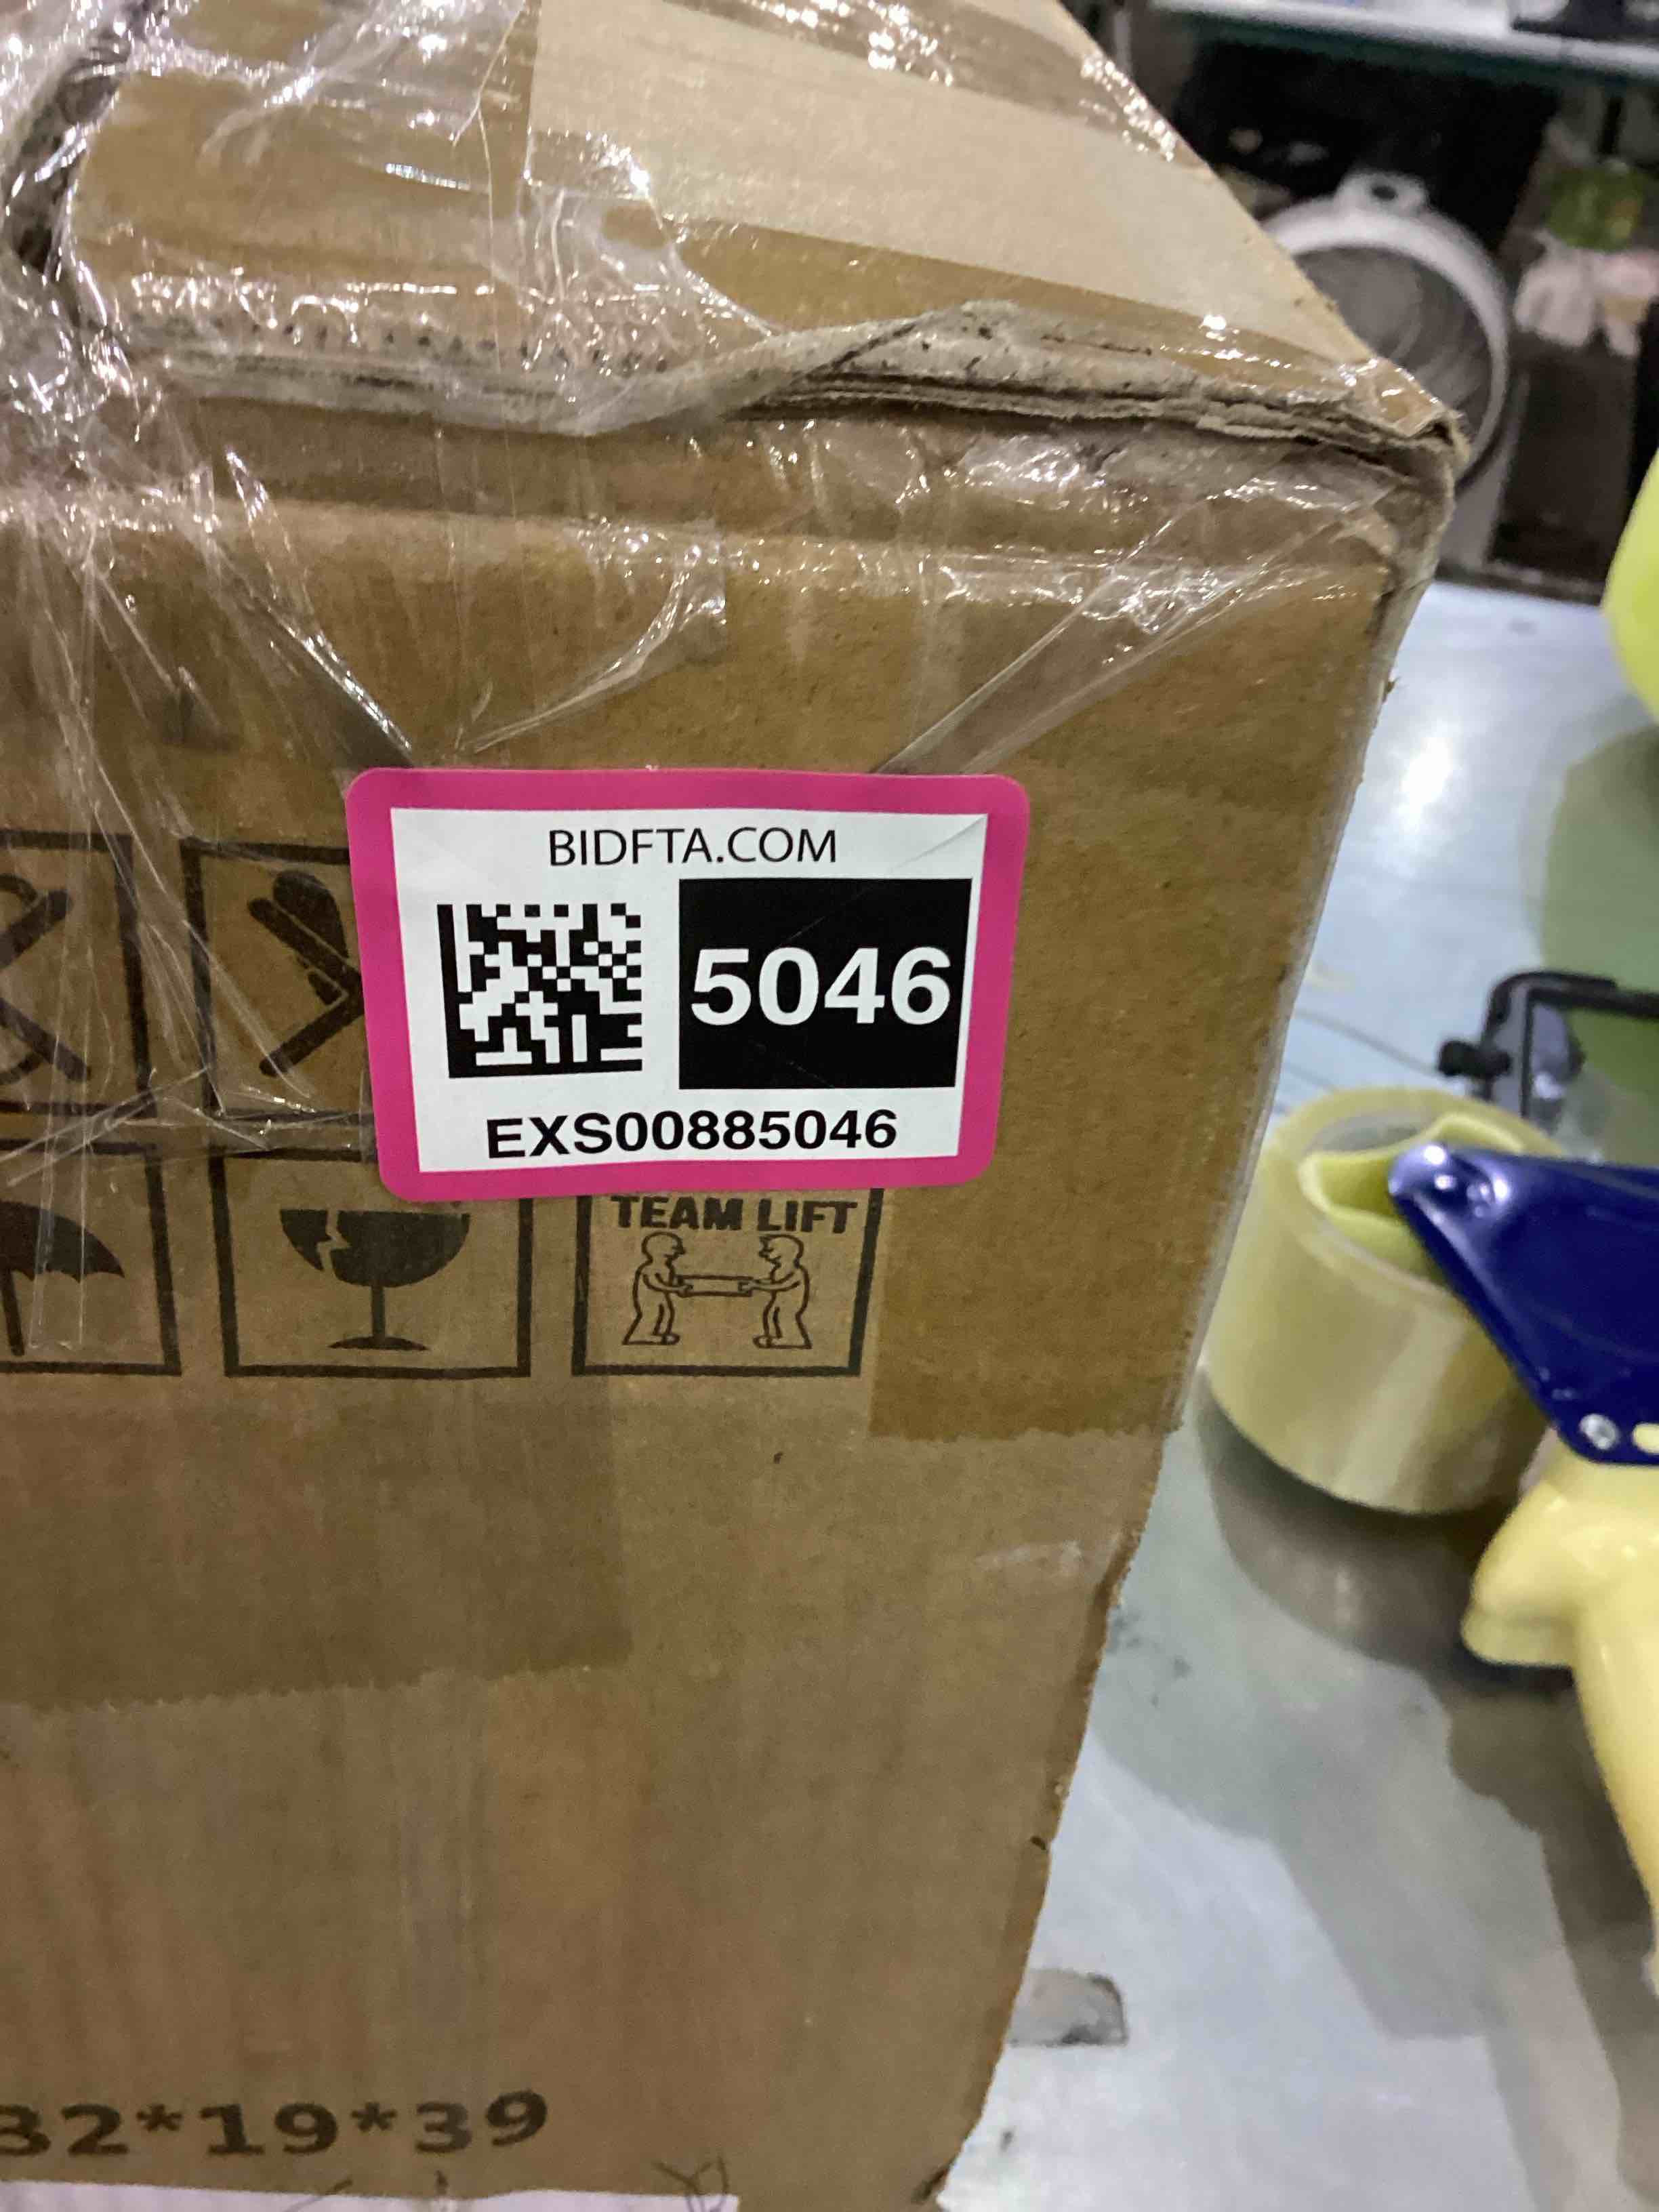 BIDFTA.COM
5046
EXS00885046
TEAM LIFT
32*19*39